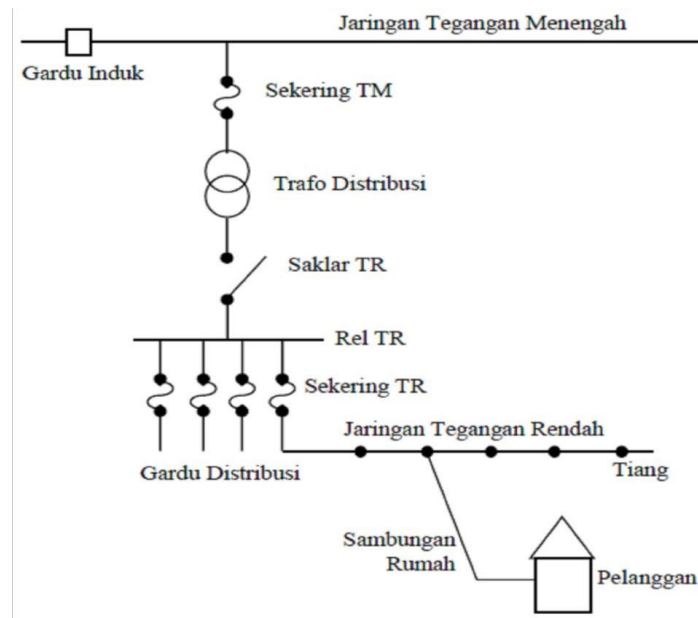 Jaringan Tegangan Menengah
Gardu Induk
Sekering TM
Trafo Distribusi
Saklar TR
Rel TR
Sekering TR
Jaringan Tegangan Rendah
Gardu Distribusi
Tiang
Sambungan
Rumah
Pelanggan